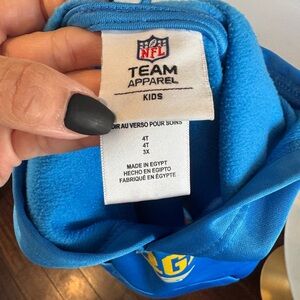 NFL
TEAM
APPAREL
KIDS
OIR AU VERSO POUR SOINS
4T
4T
3X
MADE IN EGYPT
HECHO EN EGIPTO
FABRIQUÉ EN ÉGYPTE